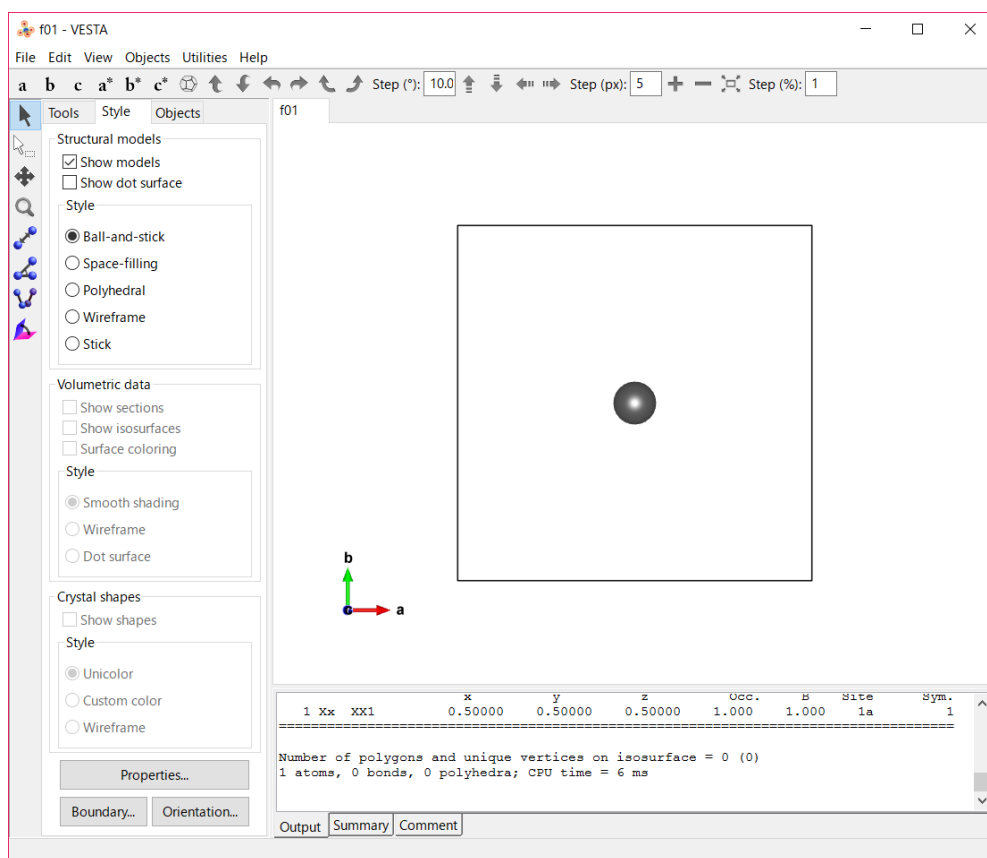 f01 - VESTA
File Edit View Objects Utilities Help
a b c a* b* c* Step (°): 10.0 Step (px): 5 Step (%): 1
Tools Style Objects
f01
Structural models
Show models
Show dot surface
Style
Ball-and-stick
Space-filling
Polyhedral
Wireframe
Stick
Volumetric data
Show sections
Show isosurfaces
Surface coloring
Style
Smooth shading
Wireframe
Dot surface
Crystal shapes
Show shapes
Style
Unicolor
Custom color
Wireframe
Properties...
Boundary... Orientation...
b
a
x y z Occ. B Site Sym.
1 Xx XX1 0.50000 0.50000 0.50000 1.000 1.000 1a 1
==========================================================================================
Number of polygons and unique vertices on isosurface = 0 (0)
1 atoms, 0 bonds, 0 polyhedra; CPU time = 6 ms
Output Summary Comment